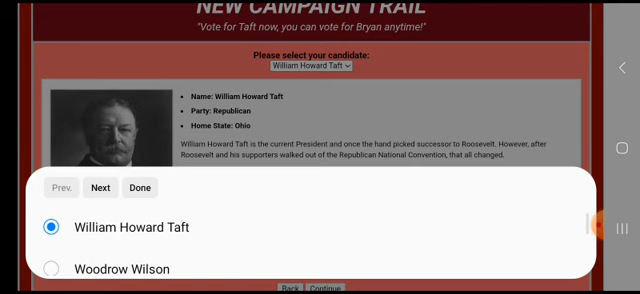 NEW CAMPAIGN TRAIL
"Vote for Taft now, you can vote for Bryan anytime!"
Please select your candidate:
William Howard Taft
• Name: William Howard Taft
• Party: Republican
• Home State: Ohio
William Howard Taft is the current President and once the hand picked successor to Roosevelt. However, after
Roosevelt and his supporters walked out of the Republican National Convention, that all changed.
Prev. Next Done
William Howard Taft
Woodrow Wilson
Back Continue